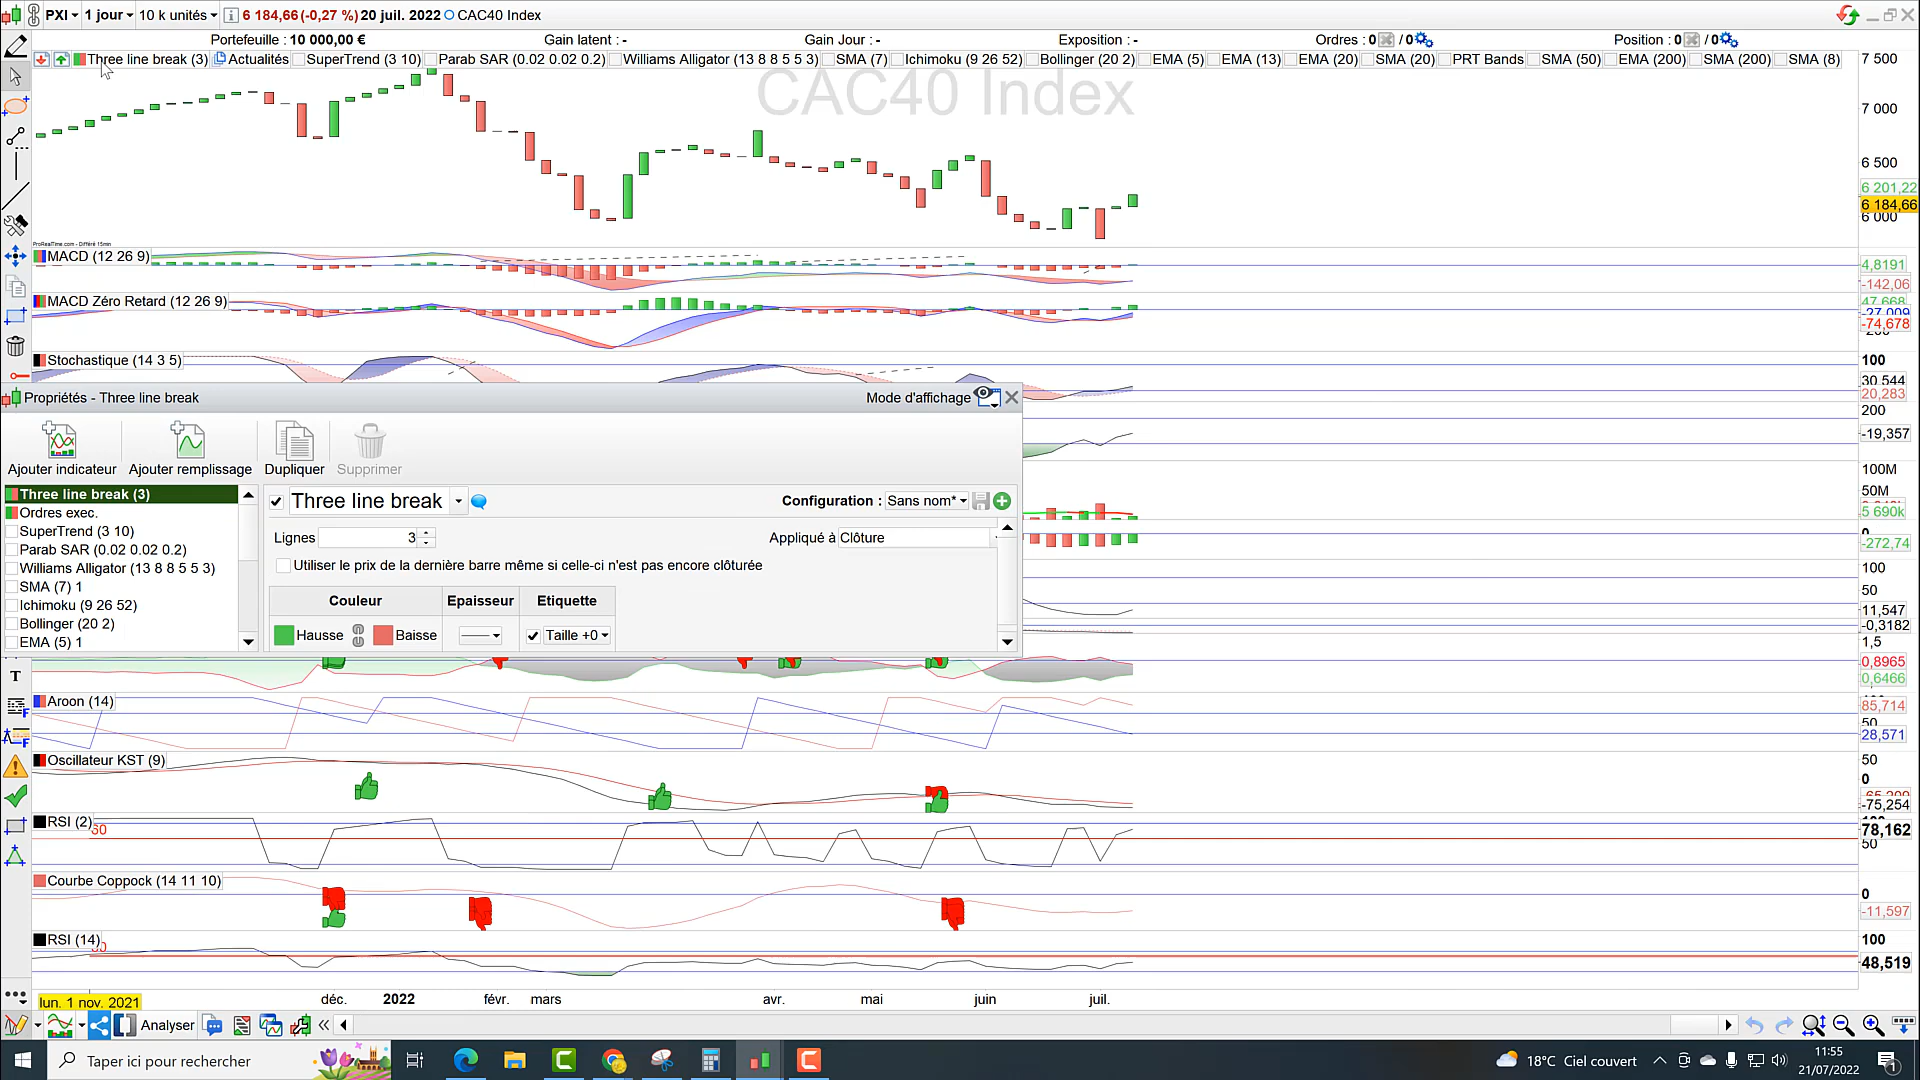 PXI 1 jour 10 k unités 6 184,66 (-0,27 %) 20 juil. 2022 CAC40 Index
Portefeuille : 10 000,00 € Gain latent : - Gain Jour : - Exposition : - Ordres : 0 / 0 Position : 0 / 0
Three line break (3) Actualités SuperTrend (3 10) Parab SAR (0.02 0.02 0.2) Williams Alligator (13 8 8 5 5 3) SMA (7) Ichimoku (9 26 52) Bollinger (20 2) EMA (5) EMA (13) EMA (20) SMA (20) PRT Bands SMA (50) EMA (200) SMA (200) SMA (8)
CAC40 Index
7 500
7 000
6 500
6 201,22
6 184,66
6 000
ProRealTime.com - Différé 15min
MACD (12 26 9)
4,8191
-142,06
MACD Zéro Retard (12 26 9)
47,668
-27,009
-74,678
Stochastique (14 3 5)
100
30,544
20,283
200
-19,357
100M
50M
5 690k
0
-272,74
100
50
11,547
-0,3182
1,5
0,8965
0,6466
Propriétés - Three line break Mode d'affichage
Ajouter indicateur Ajouter remplissage Dupliquer Supprimer
Three line break (3)
Ordres exec.
SuperTrend (3 10)
Parab SAR (0.02 0.02 0.2)
Williams Alligator (13 8 8 5 5 3)
SMA (7) 1
Ichimoku (9 26 52)
Bollinger (20 2)
EMA (5) 1
Three line break Configuration : Sans nom*
Lignes 3 Appliqué à Clôture
Utiliser le prix de la dernière barre même si celle-ci n'est pas encore clôturée
Couleur Epaisseur Etiquette
Hausse Baisse Taille +0
T
Aroon (14)
85,714
50
28,571
Oscillateur KST (9)
50
0
-75,254
RSI (2)
78,162
50
Courbe Coppock (14 11 10)
0
-11,597
RSI (14)
100
48,519
lun. 1 nov. 2021 déc. 2022 févr. mars avr. mai juin juil.
Analyser
Taper ici pour rechercher
18°C Ciel couvert
11:55
21/07/2022
1